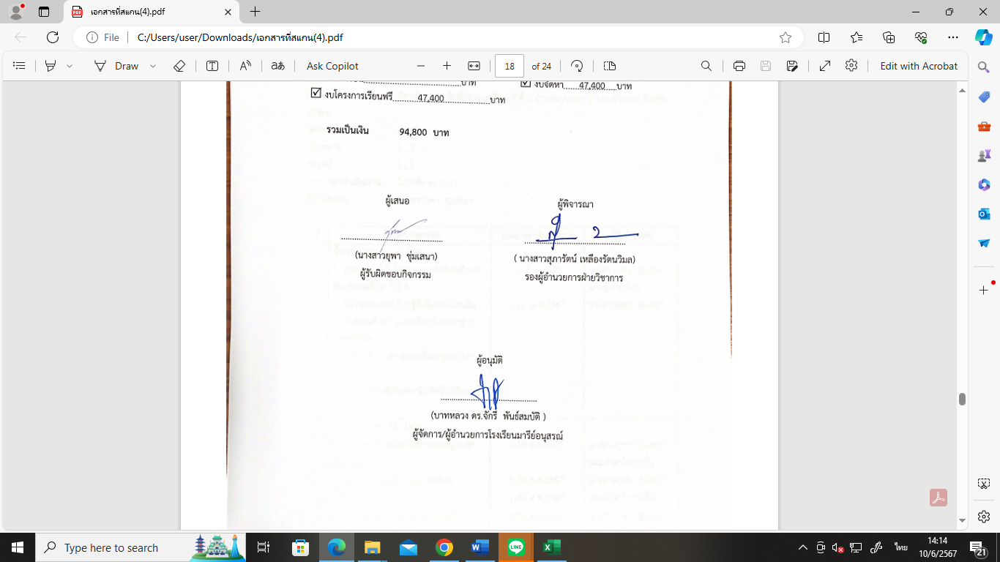 เอกสารที่สแกน(4).pdf
File
C:/Users/user/Downloads/เอกสารที่สแกน(4).pdf
Draw
Ask Copilot
18 of 24
Edit with Acrobat
บาท
งบจัดหา 47,400 บาท
งบโครงการเรียนฟรี 47,400 บาท
รวมเป็นเงิน 94,800 บาท
ผู้เสนอ
ผู้พิจารณา
(นางสาวยุพา ชุ่มเสนา)
( นางสาวสุภารัตน์ เหลืองรัตนวิมล)
ผู้รับผิดชอบกิจกรรม
รองผู้อำนวยการฝ่ายวิชาการ
ผู้อนุมัติ
(บาทหลวง ดร.จักรี พันธ์สมบัติ )
ผู้จัดการ/ผู้อำนวยการโรงเรียนมารีย์อนุสรณ์
Type here to search
ไทย
14:14
10/6/2567
21